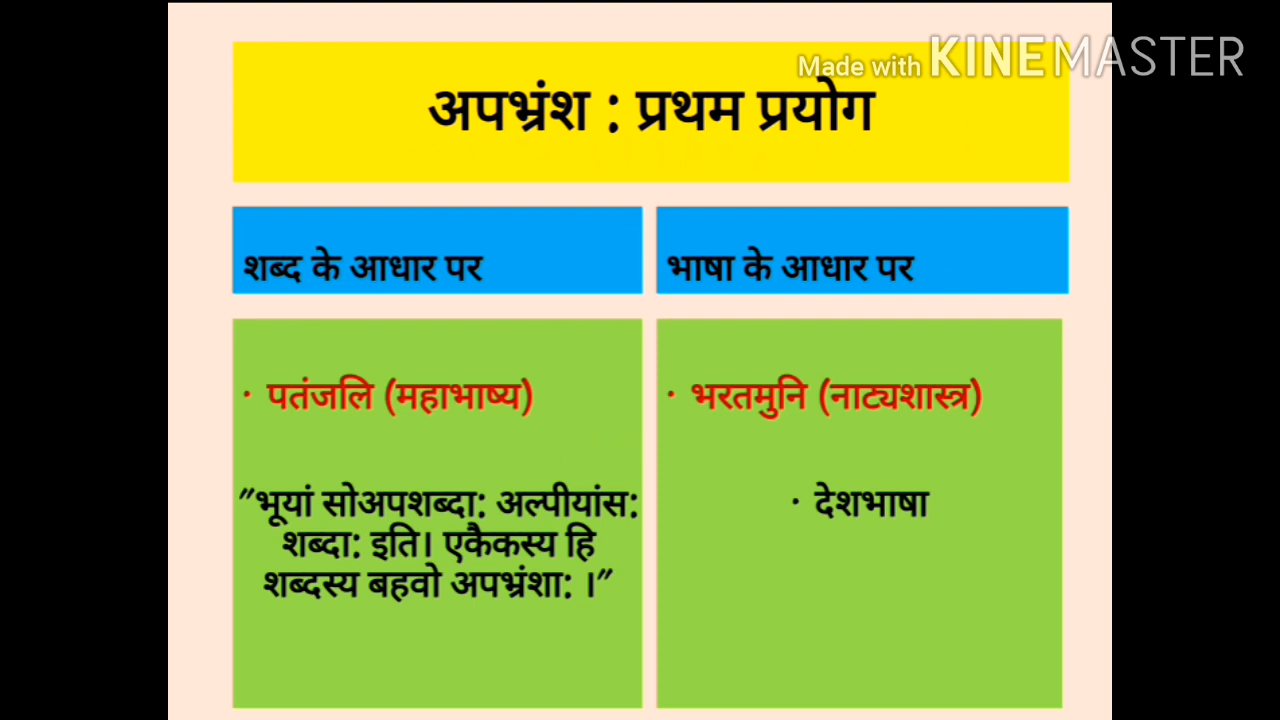 Made with KINEMASTER
अपभ्रंश : प्रथम प्रयोग
शब्द के आधार पर
भाषा के आधार पर
· पतंजलि (महाभाष्य)
"भूयां सोअपशब्दा: अल्पीयांस:
शब्दा: इति। एकैकस्य हि
शब्दस्य बहवो अपभ्रंशा: ।"
· भरतमुनि (नाट्यशास्त्र)
· देशभाषा